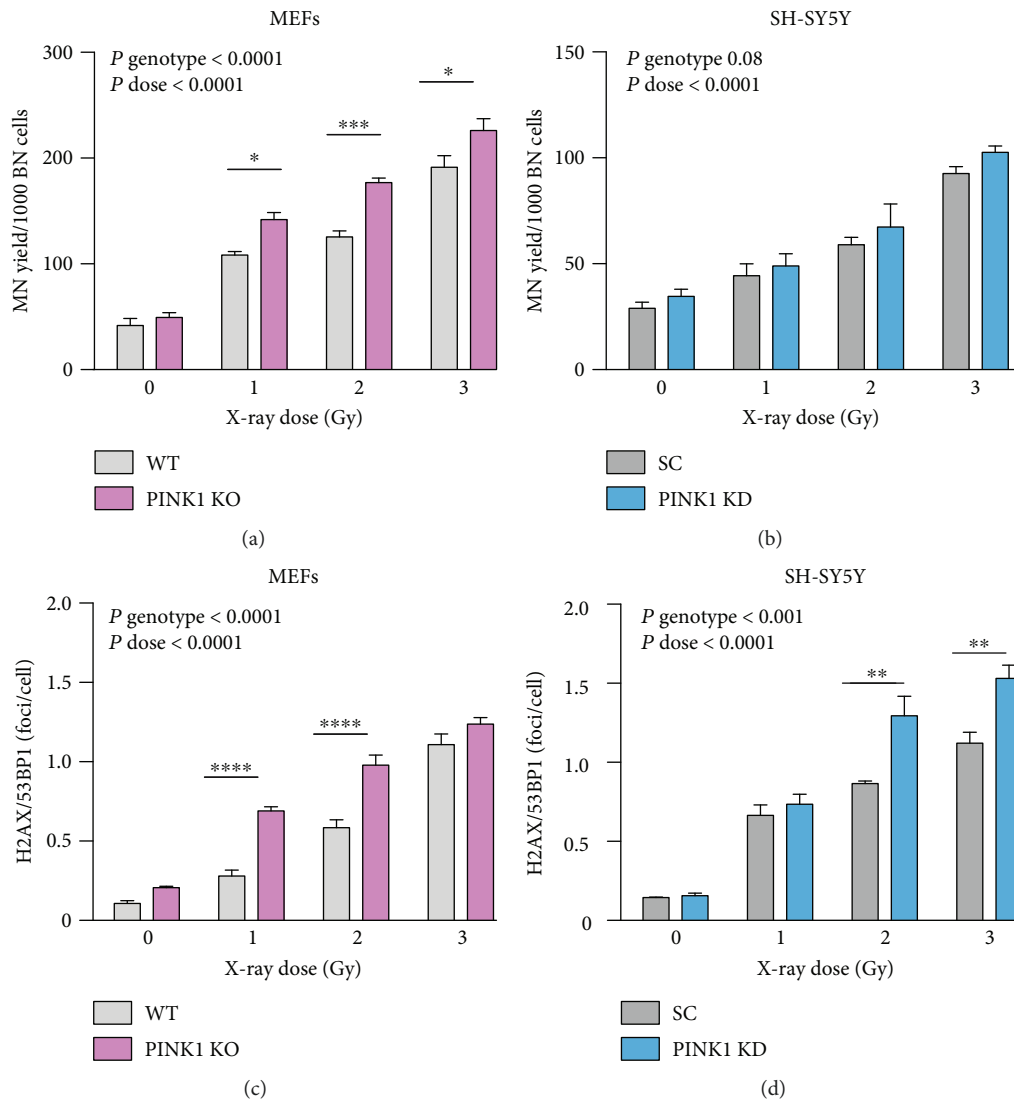 MEFs
P genotype < 0.0001
P dose < 0.0001
MN yield/1000 BN cells
300
200
100
0
*
***
*
0 1 2 3
X-ray dose (Gy)
WT
PINK1 KO
(a)
SH-SY5Y
P genotype 0.08
P dose < 0.0001
MN yield/1000 BN cells
150
100
50
0
0 1 2 3
X-ray dose (Gy)
SC
PINK1 KD
(b)
MEFs
P genotype < 0.0001
P dose < 0.0001
H2AX/53BP1 (foci/cell)
2.0
1.5
1.0
0.5
0
****
****
0 1 2 3
X-ray dose (Gy)
WT
PINK1 KO
(c)
SH-SY5Y
P genotype < 0.001
P dose < 0.0001
H2AX/53BP1 (foci/cell)
2.0
1.5
1.0
0.5
0
**
**
0 1 2 3
X-ray dose (Gy)
SC
PINK1 KD
(d)